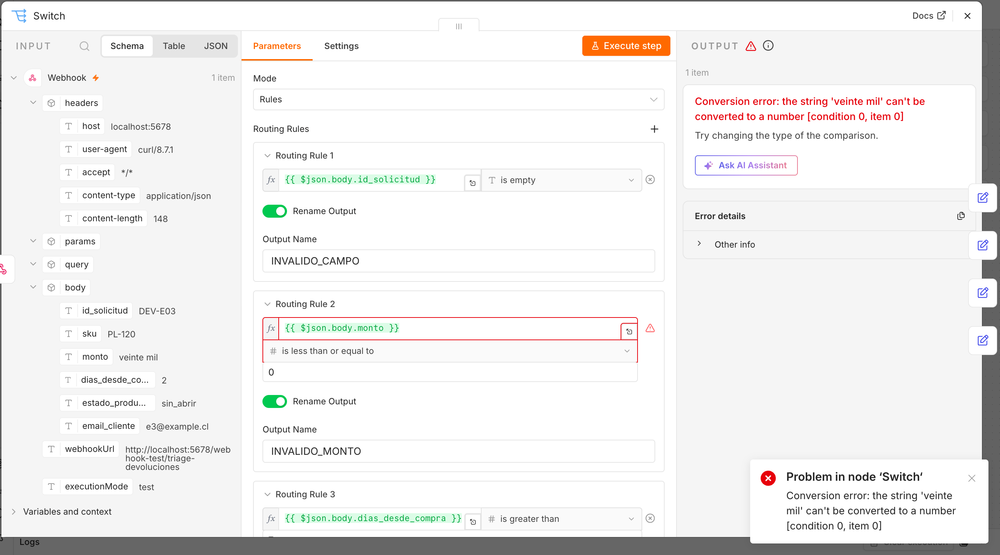 Switch
Docs
INPUT
Schema
Table
JSON
Webhook
1 item
headers
T host localhost:5678
T user-agent curl/8.7.1
T accept */*
T content-type application/json
T content-length 148
params
query
body
T id_solicitud DEV-E03
T sku PL-120
T monto veinte mil
T dias_desde_co... 2
T estado_produ... sin_abrir
T email_cliente e3@example.cl
T webhookUrl http://localhost:5678/web
hook-test/triage-
devoluciones
T executionMode test
Variables and context
Logs
Parameters
Settings
Execute step
Mode
Rules
Routing Rules
Routing Rule 1
fx {{ $json.body.id_solicitud }}
T is empty
Rename Output
Output Name
INVALIDO_CAMPO
Routing Rule 2
fx {{ $json.body.monto }}
# is less than or equal to
0
Rename Output
Output Name
INVALIDO_MONTO
Routing Rule 3
fx {{ $json.body.dias_desde_compra }}
# is greater than
OUTPUT
1 item
Conversion error: the string 'veinte mil' can't be
converted to a number [condition 0, item 0]
Try changing the type of the comparison.
Ask AI Assistant
Error details
Other info
Problem in node ‘Switch‘
Conversion error: the string 'veinte
mil' can't be converted to a number
[condition 0, item 0]